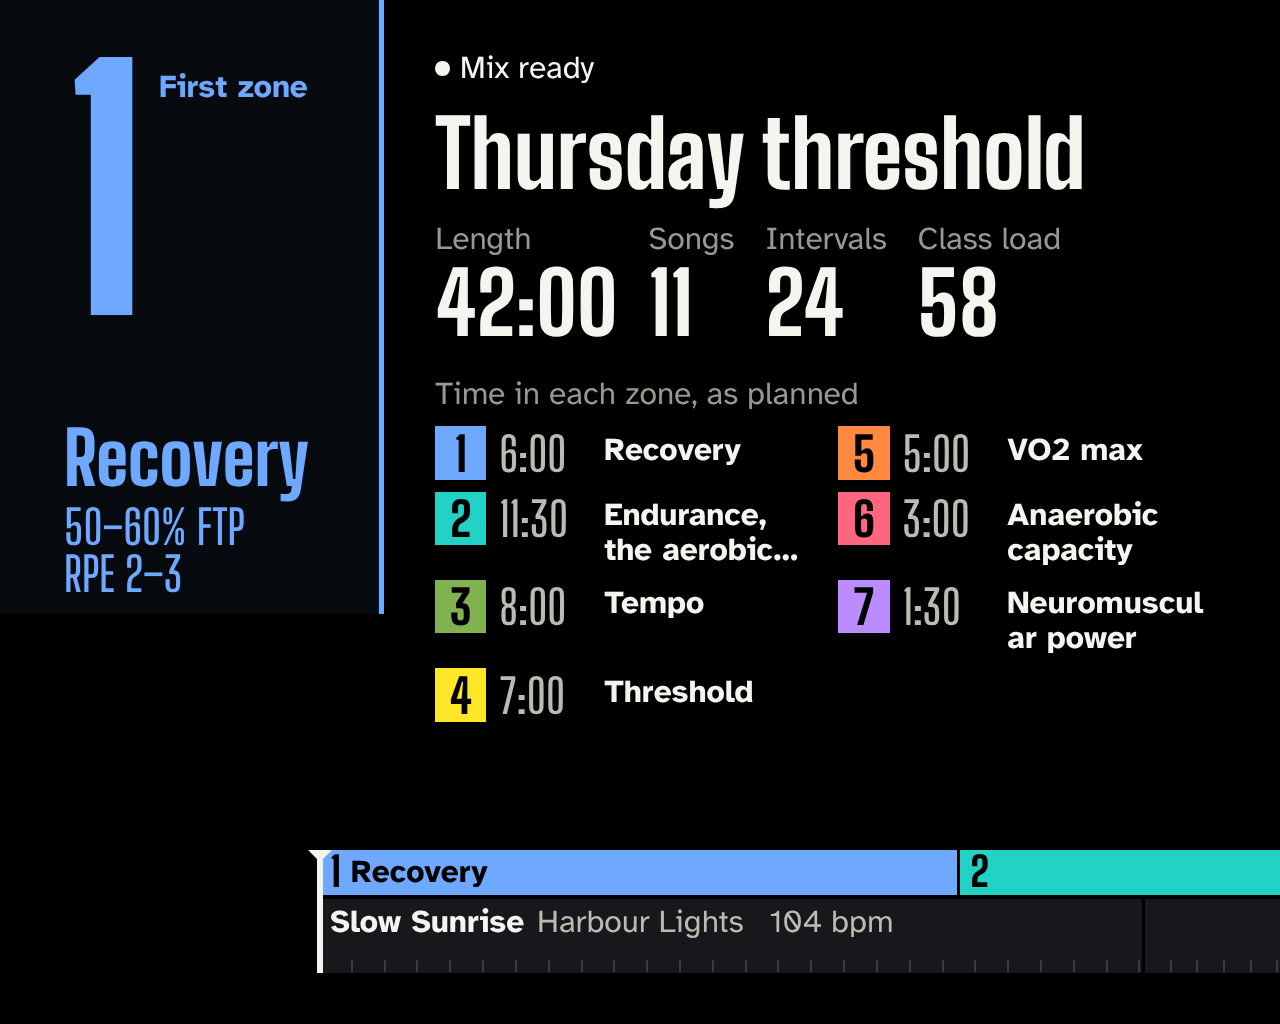 1
First zone
Recovery
50–60% FTP
RPE 2–3
Mix ready
Thursday threshold
Length Songs Intervals Class load
42:00 11 24 58
Time in each zone, as planned
1 6:00 Recovery
2 11:30 Endurance,
the aerobic...
3 8:00 Tempo
4 7:00 Threshold
5 5:00 VO2 max
6 3:00 Anaerobic
capacity
7 1:30 Neuromuscul
ar power
1 Recovery
2
Slow Sunrise Harbour Lights 104 bpm